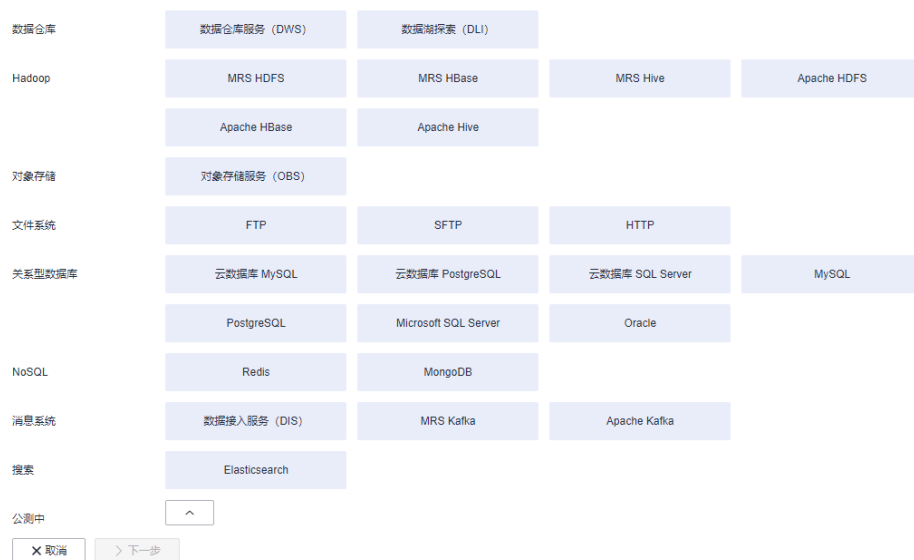 数据仓库 数据仓库服务（DWS） 数据湖探索（DLI）
Hadoop MRS HDFS MRS HBase MRS Hive Apache HDFS
Apache HBase Apache Hive
对象存储 对象存储服务（OBS）
文件系统 FTP SFTP HTTP
关系型数据库 云数据库 MySQL 云数据库 PostgreSQL 云数据库 SQL Server MySQL
PostgreSQL Microsoft SQL Server Oracle
NoSQL Redis MongoDB
消息系统 数据接入服务（DIS） MRS Kafka Apache Kafka
搜索 Elasticsearch
公测中
取消 下一步